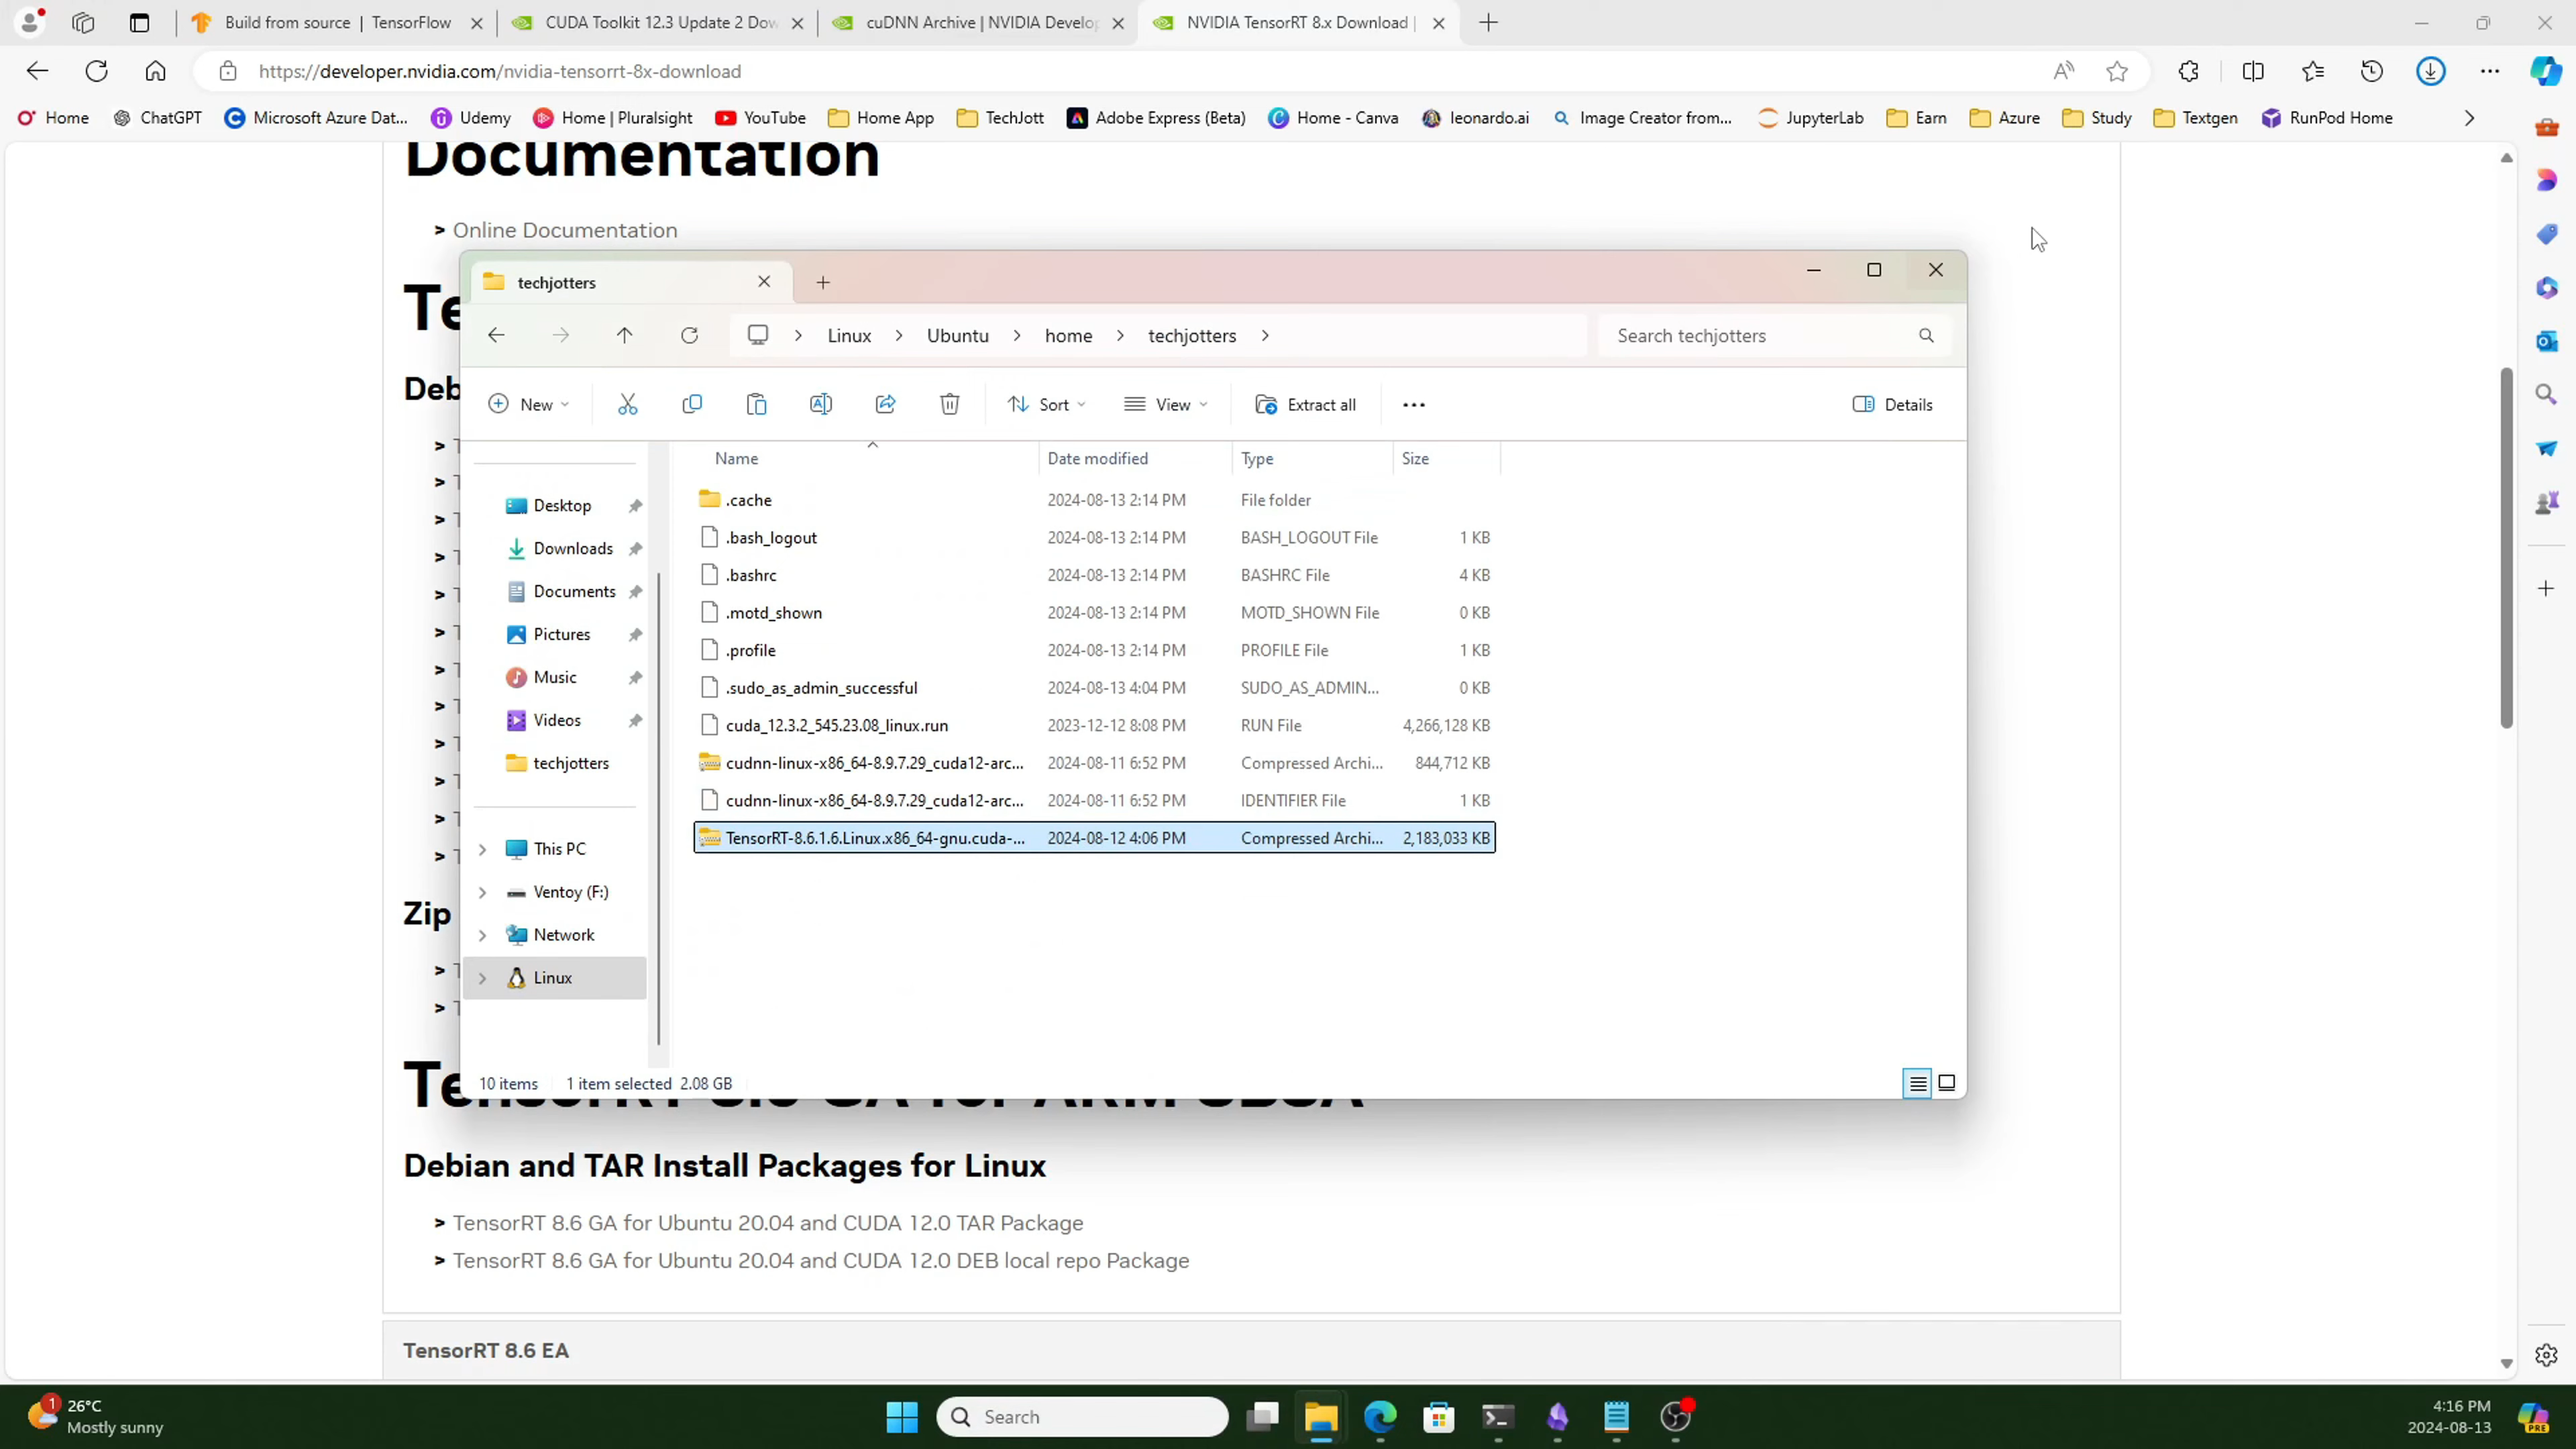 Build from source | TensorFlow
CUDA Toolkit 12.3 Update 2 Dow
cuDNN Archive | NVIDIA Develop
NVIDIA TensorRT 8.x Download |
https://developer.nvidia.com/nvidia-tensorrt-8x-download
Home ChatGPT Microsoft Azure Dat... Udemy Home | Pluralsight YouTube Home App TechJott Adobe Express (Beta) Home - Canva leonardo.ai Image Creator from... JupyterLab Earn Azure Study Textgen RunPod Home
Documentation
> Online Documentation
techjotters
Linux > Ubuntu > home > techjotters >
Search techjotters
New Sort View Extract all ... Details
Name Date modified Type Size
.cache 2024-08-13 2:14 PM File folder
.bash_logout 2024-08-13 2:14 PM BASH_LOGOUT File 1 KB
.bashrc 2024-08-13 2:14 PM BASHRC File 4 KB
.motd_shown 2024-08-13 2:14 PM MOTD_SHOWN File 0 KB
.profile 2024-08-13 2:14 PM PROFILE File 1 KB
.sudo_as_admin_successful 2024-08-13 4:04 PM SUDO_AS_ADMIN... 0 KB
cuda_12.3.2_545.23.08_linux.run 2023-12-12 8:08 PM RUN File 4,266,128 KB
cudnn-linux-x86_64-8.9.7.29_cuda12-arc... 2024-08-11 6:52 PM Compressed Archi... 844,712 KB
cudnn-linux-x86_64-8.9.7.29_cuda12-arc... 2024-08-11 6:52 PM IDENTIFIER File 1 KB
TensorRT-8.6.1.6.Linux.x86_64-gnu.cuda-... 2024-08-12 4:06 PM Compressed Archi... 2,183,033 KB
Desktop
Downloads
Documents
Pictures
Music
Videos
techjotters
This PC
Ventoy (F:)
Network
Linux
10 items 1 item selected 2.08 GB
Deb
Zip
Debian and TAR Install Packages for Linux
> TensorRT 8.6 GA for Ubuntu 20.04 and CUDA 12.0 TAR Package
> TensorRT 8.6 GA for Ubuntu 20.04 and CUDA 12.0 DEB local repo Package
TensorRT 8.6 EA
1
26°C
Mostly sunny
Search
4:16 PM
2024-08-13
PRE